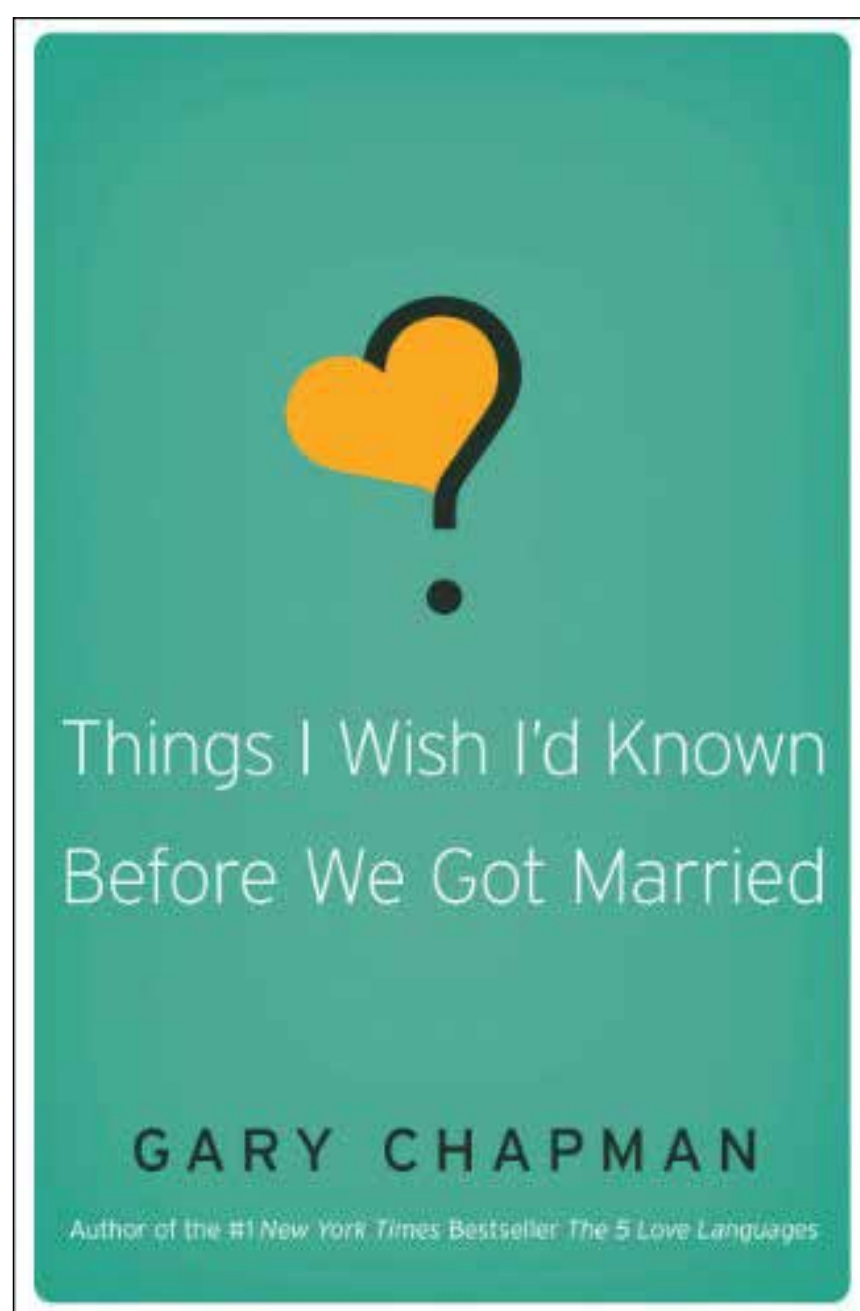 ?
Things I Wish I'd Known
Before We Got Married
GARY CHAPMAN
Author of the #1 New York Times Bestseller The 5 Love Languages